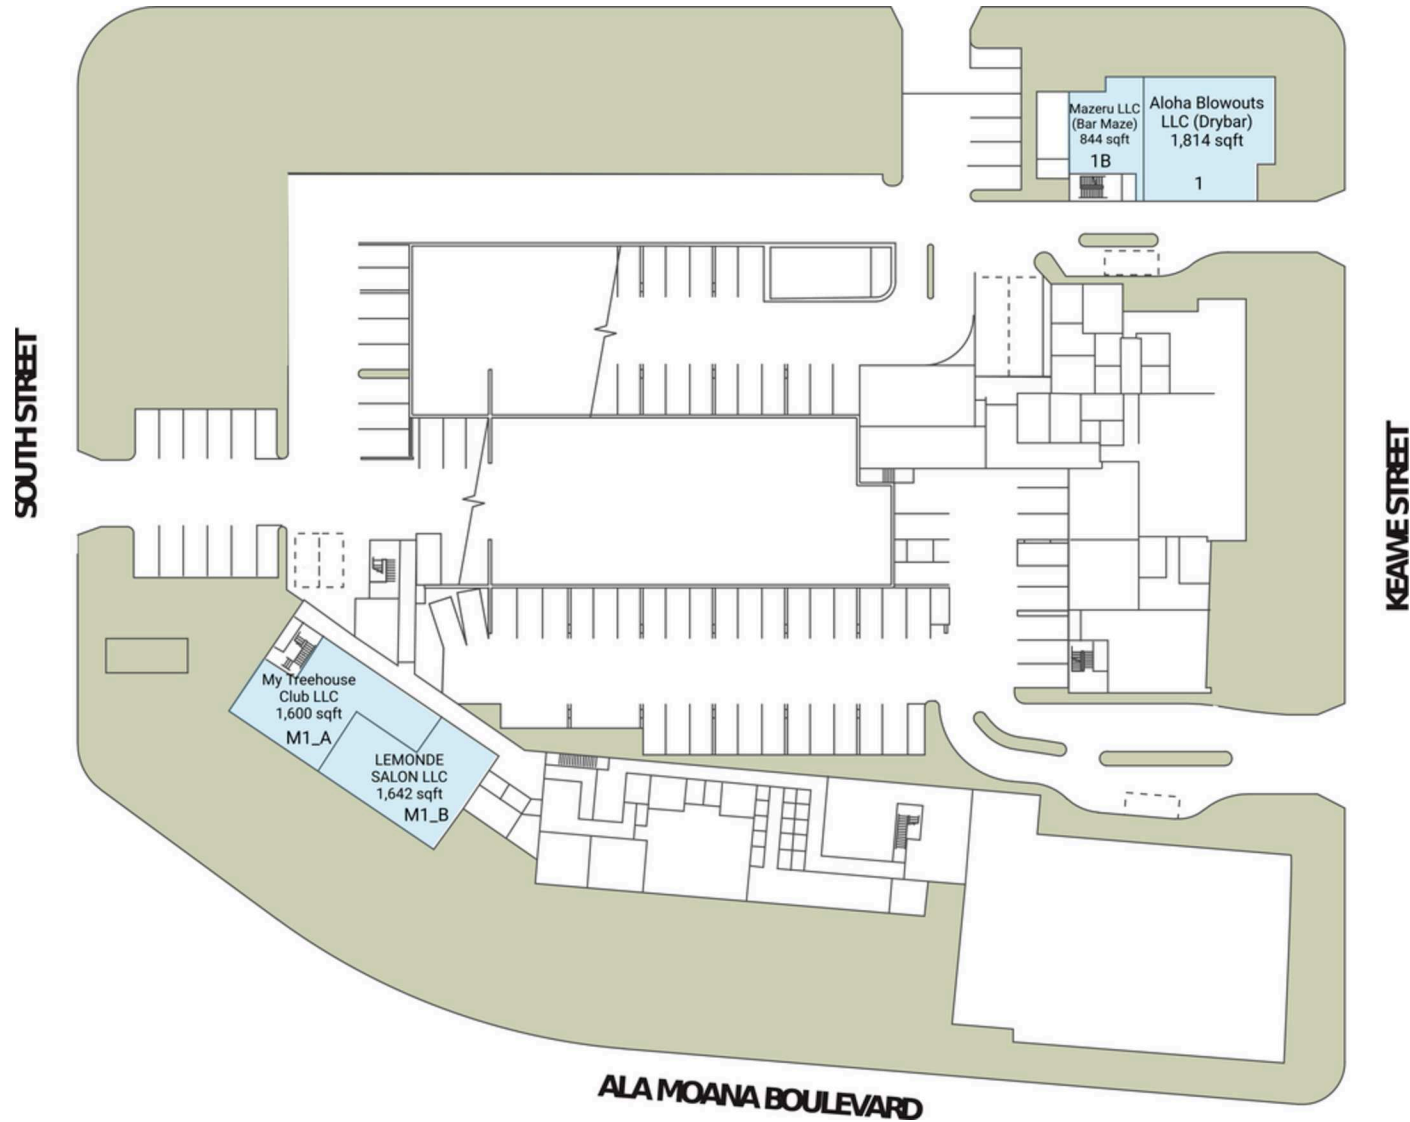 Mazeru LLC
(Bar Maze)
844 sqft
1B
Aloha Blowouts
LLC (Drybar)
1,814 sqft
1
SOUTH STREET
KEAWE STREET
My Treehouse
Club LLC
1,600 sqft
M1_A
LEMONDE
SALON LLC
1,642 sqft
M1_B
ALA MOANA BOULEVARD